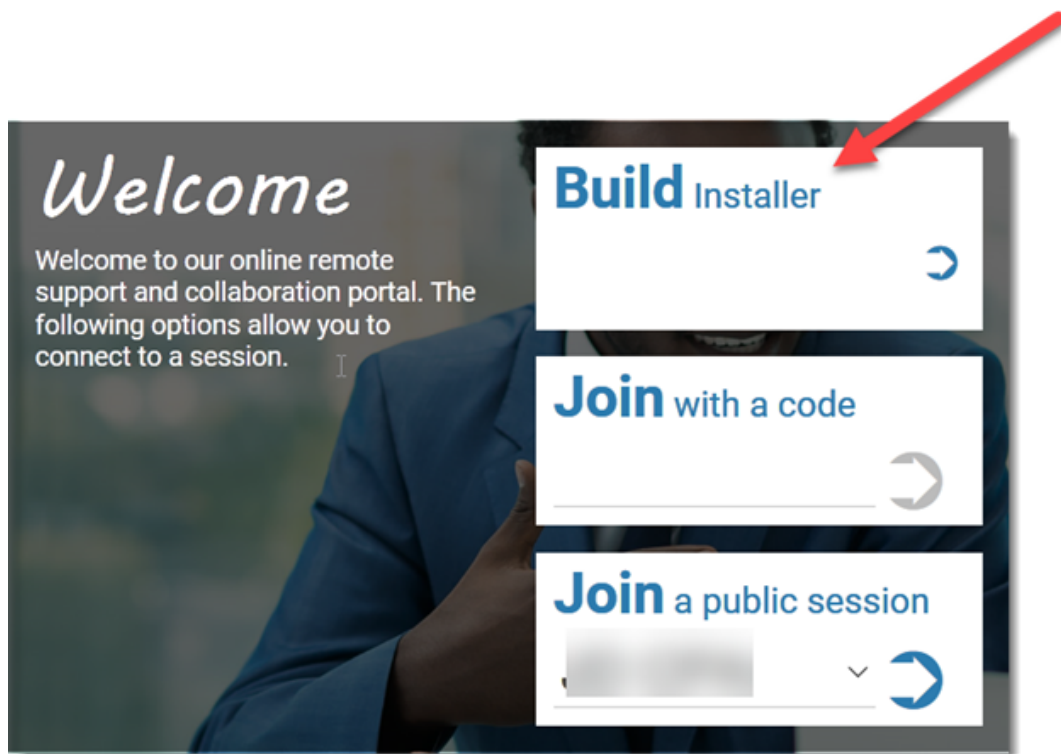 Welcome
Welcome to our online remote
support and collaboration portal. The
following options allow you to
connect to a session.
Build Installer
Join with a code
Join a public session